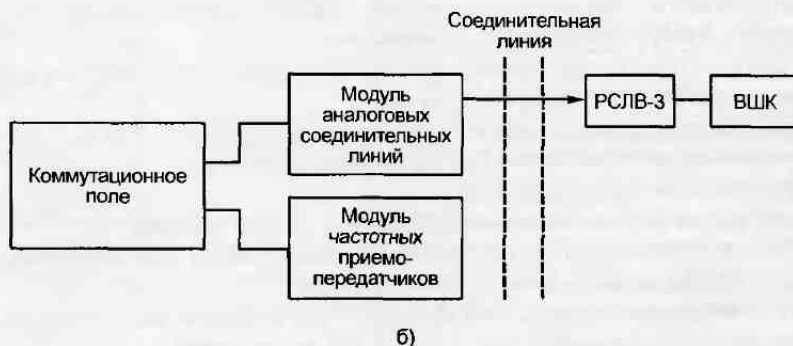 Соединительная
линия
Модуль
аналоговых
соединительных
линий
РСЛВ-3
ВШК
Коммутационное
поле
Модуль
частотных
приемо-
передатчиков
б)